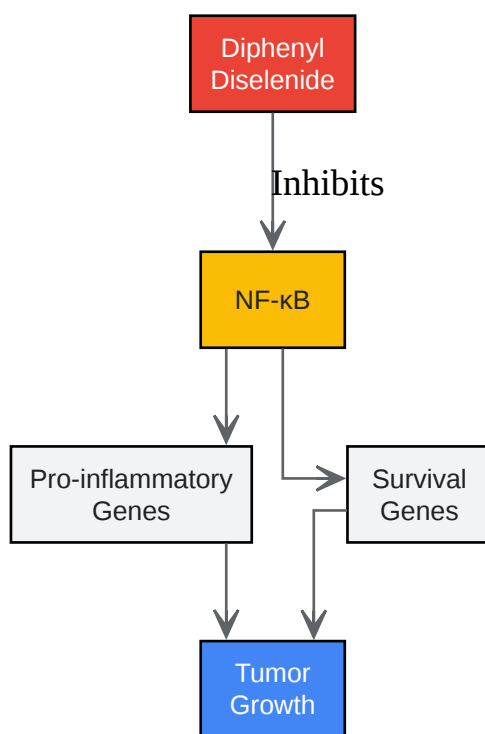 Diphenyl
Diselenide
Inhibits
NF-κB
Pro-inflammatory
Genes
Survival
Genes
Tumor
Growth